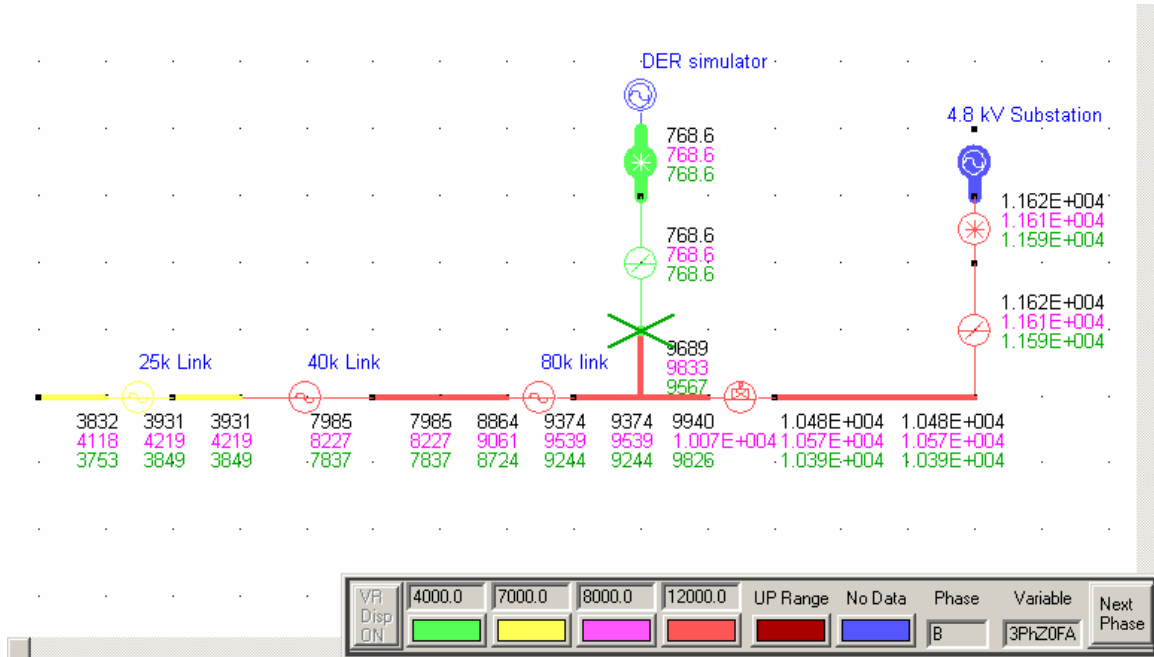 DER simulator
4.8 kV Substation
768.6
768.6
768.6
1.162E+004
1.161E+004
1.159E+004
768.6
768.6
768.6
1.162E+004
1.161E+004
1.159E+004
25k Link
40k Link
80k link
9689
9833
9567
3832 3931 3931 7985 7985 8864 9374 9374 9940 1.048E+004 1.048E+004
4118 4219 4219 8227 8227 9061 9539 9539 1.007E+004 1.057E+004 1.057E+004
3753 3849 3849 7837 7837 8724 9244 9244 9826 1.039E+004 1.039E+004
VR Disp ON
4000.0 7000.0 8000.0 12000.0 UP Range No Data Phase Variable
B 3PhZ0FA
Next
Phase